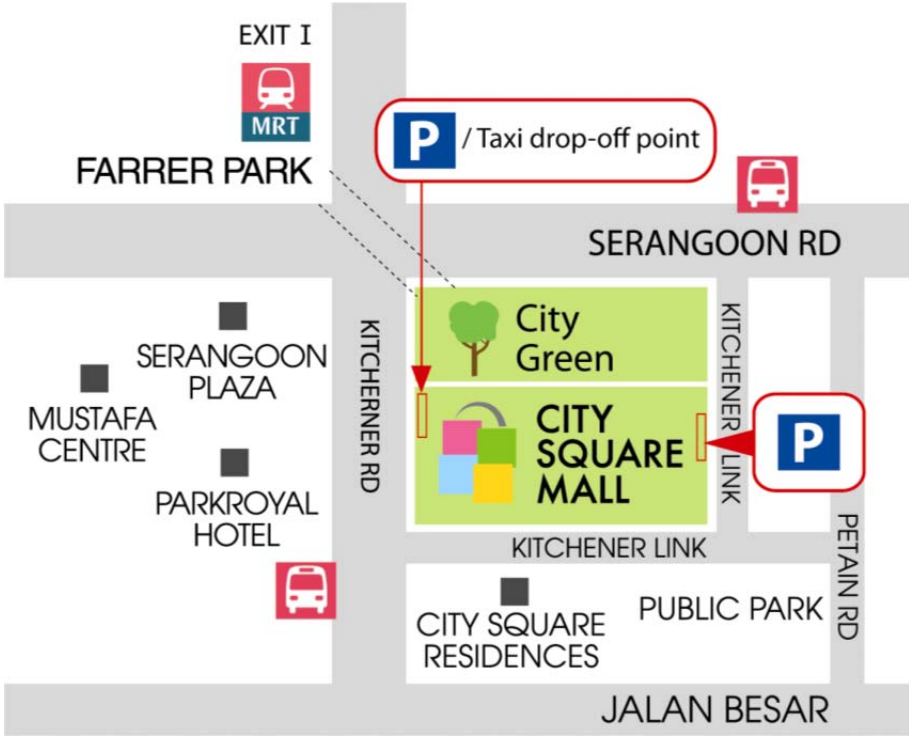 EXIT I
MRT
FARRER PARK
P / Taxi drop-off point
SERANGOON RD
SERANGOON
PLAZA
MUSTAFA
CENTRE
PARKROYAL
HOTEL
KITCHERNER RD
City
Green
CITY
SQUARE
MALL
KITCHENER LINK
P
KITCHENER LINK
PETAIN RD
CITY SQUARE
RESIDENCES
PUBLIC PARK
JALAN BESAR